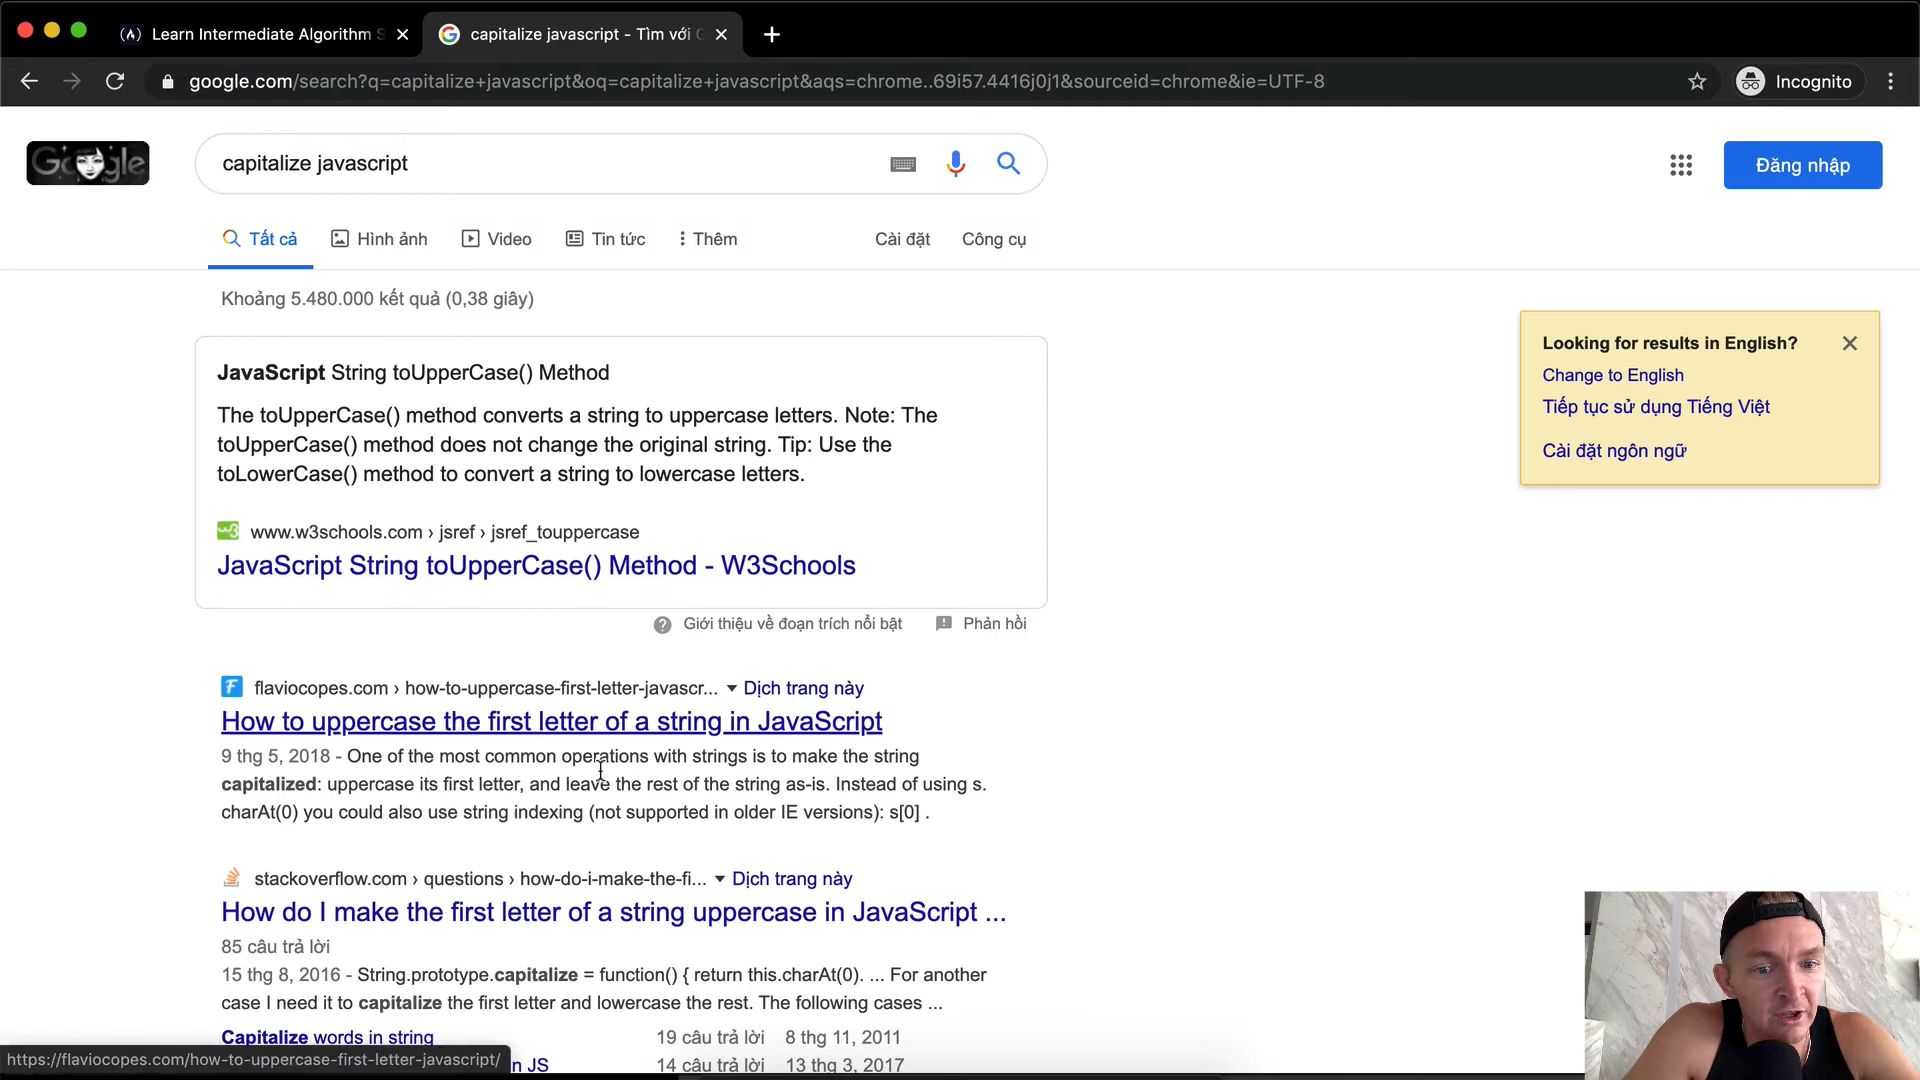 Learn Intermediate Algorithm S
capitalize javascript - Tìm với G
google.com/search?q=capitalize+javascript&oq=capitalize+javascript&aqs=chrome..69i57.4416j0j1&sourceid=chrome&ie=UTF-8
Incognito
Google
capitalize javascript
Đăng nhập
Tất cả
Hình ảnh
Video
Tin tức
Thêm
Cài đặt
Công cụ
Khoảng 5.480.000 kết quả (0,38 giây)
Looking for results in English?
Change to English
Tiếp tục sử dụng Tiếng Việt
Cài đặt ngôn ngữ
JavaScript String toUpperCase() Method
The toUpperCase() method converts a string to uppercase letters. Note: The
toUpperCase() method does not change the original string. Tip: Use the
toLowerCase() method to convert a string to lowercase letters.
www.w3schools.com › jsref › jsref_touppercase
JavaScript String toUpperCase() Method - W3Schools
Giới thiệu về đoạn trích nổi bật
Phản hồi
flaviocopes.com › how-to-uppercase-first-letter-javascr... Dịch trang này
How to uppercase the first letter of a string in JavaScript
9 thg 5, 2018 - One of the most common operations with strings is to make the string
capitalized: uppercase its first letter, and leave the rest of the string as-is. Instead of using s.
charAt(0) you could also use string indexing (not supported in older IE versions): s[0] .
stackoverflow.com › questions › how-do-i-make-the-fi... Dịch trang này
How do I make the first letter of a string uppercase in JavaScript ...
85 câu trả lời
15 thg 8, 2016 - String.prototype.capitalize = function() { return this.charAt(0). ... For another
case I need it to capitalize the first letter and lowercase the rest. The following cases ...
Capitalize words in string 19 câu trả lời 8 thg 11, 2011
n JS 14 câu trả lời 13 thg 3, 2017
https://flaviocopes.com/how-to-uppercase-first-letter-javascript/